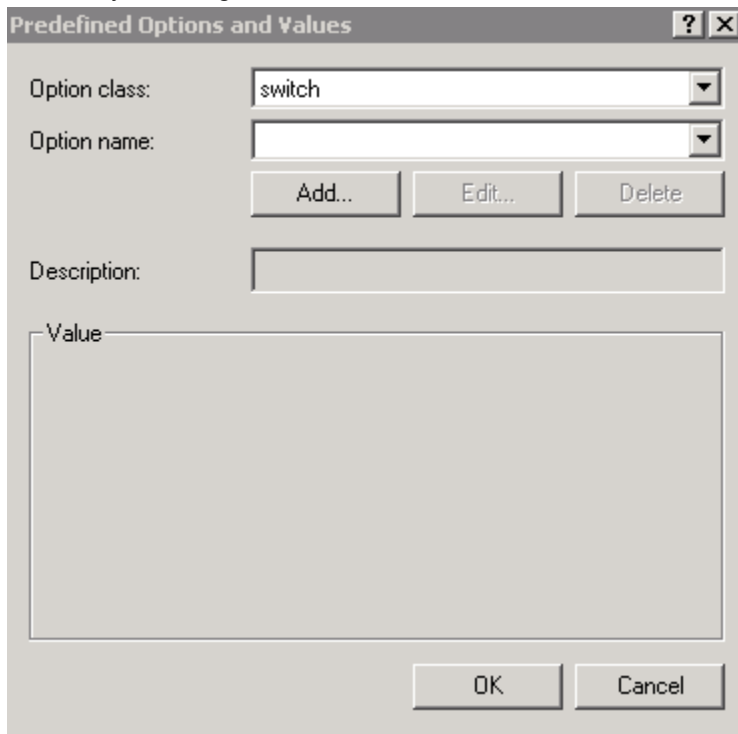 Predefined Options and Values
Option class: switch
Option name:
Add... Edit... Delete
Description:
Value
OK Cancel